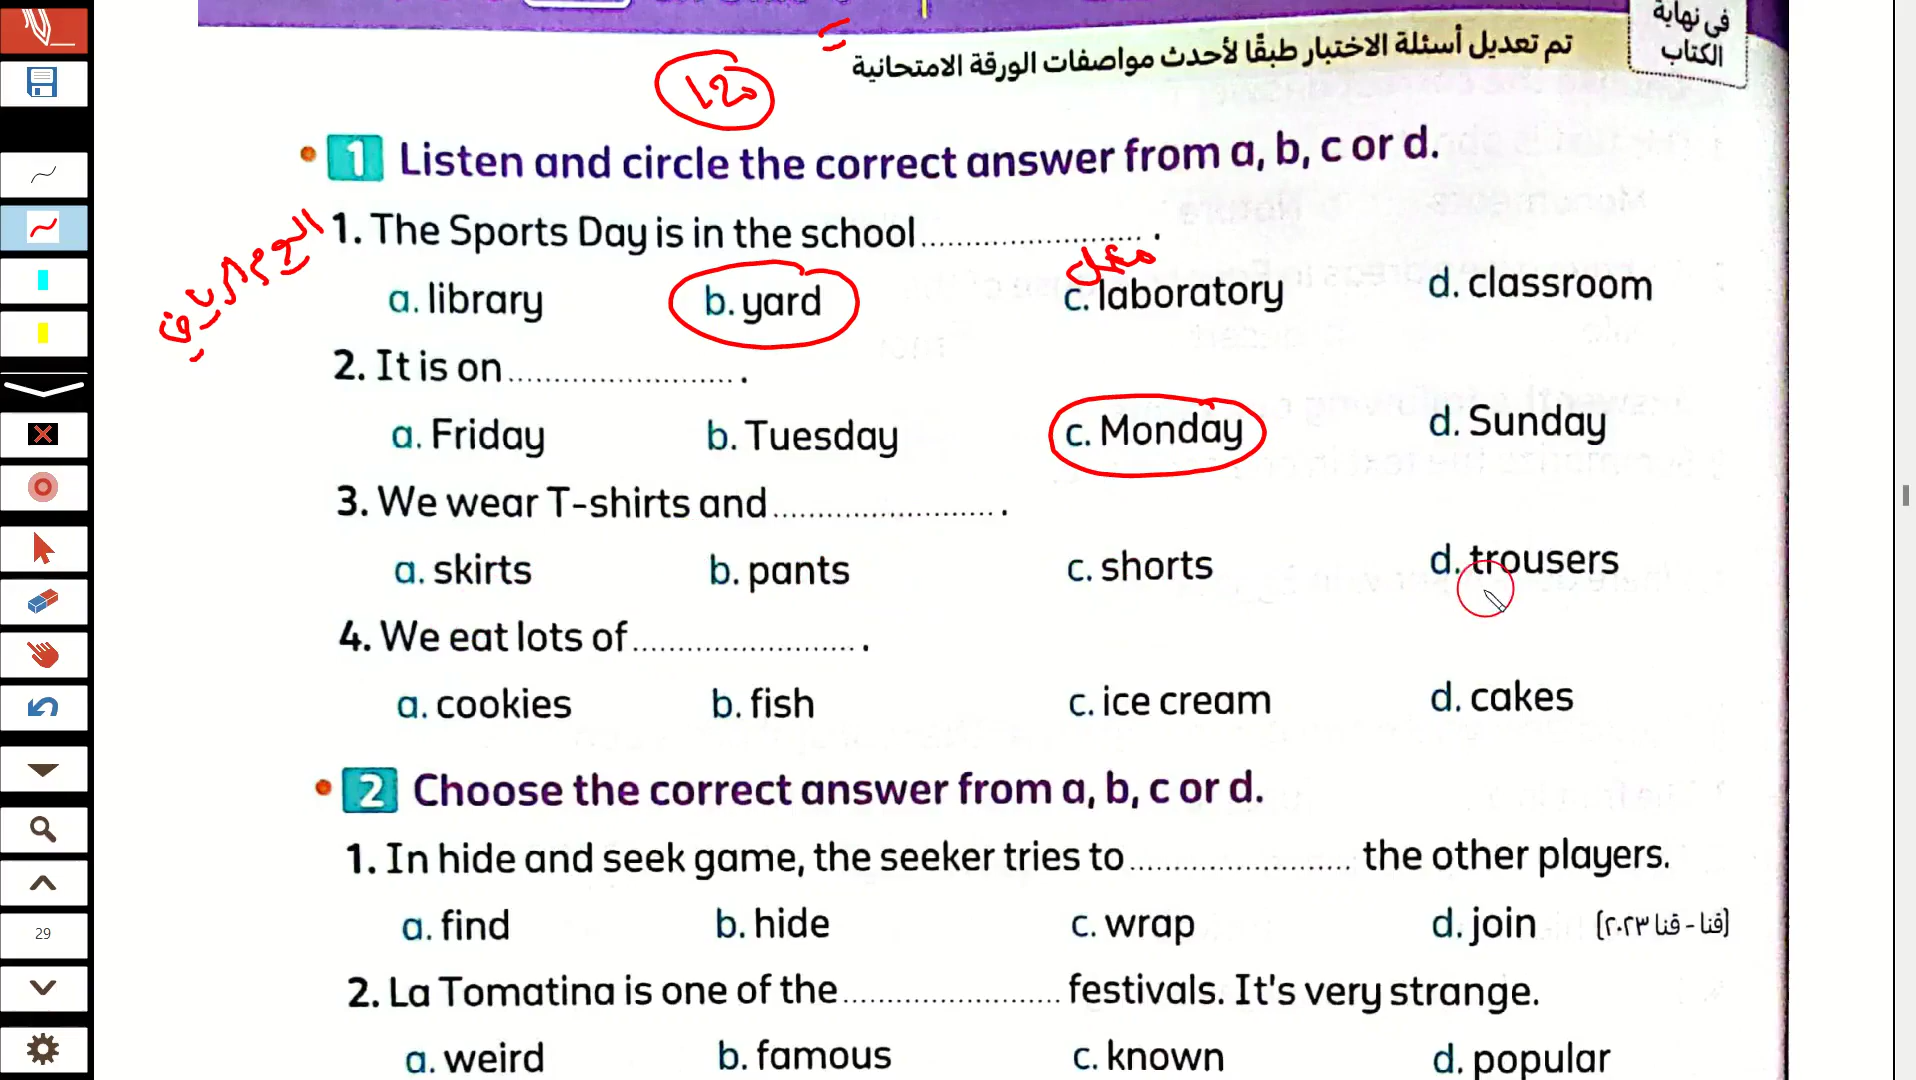 في نهاية
الكتاب
تم تعديل أسئلة الاختبار طبقًا لأحدث مواصفات الورقة الامتحانية
120
1 Listen and circle the correct answer from a, b, c or d.
1. The Sports Day is in the school ........................ .
معمل
a. library b. yard c. laboratory d. classroom
2. It is on ........................ .
a. Friday b. Tuesday c. Monday d. Sunday
3. We wear T-shirts and ........................ .
a. skirts b. pants c. shorts d. trousers
4. We eat lots of ........................ .
a. cookies b. fish c. ice cream d. cakes
2 Choose the correct answer from a, b, c or d.
1. In hide and seek game, the seeker tries to ........................ the other players.
a. find b. hide c. wrap d. join (قنا - قنا ٢٠٢٣)
2. La Tomatina is one of the ........................ festivals. It's very strange.
a. weird b. famous c. known d. popular
29